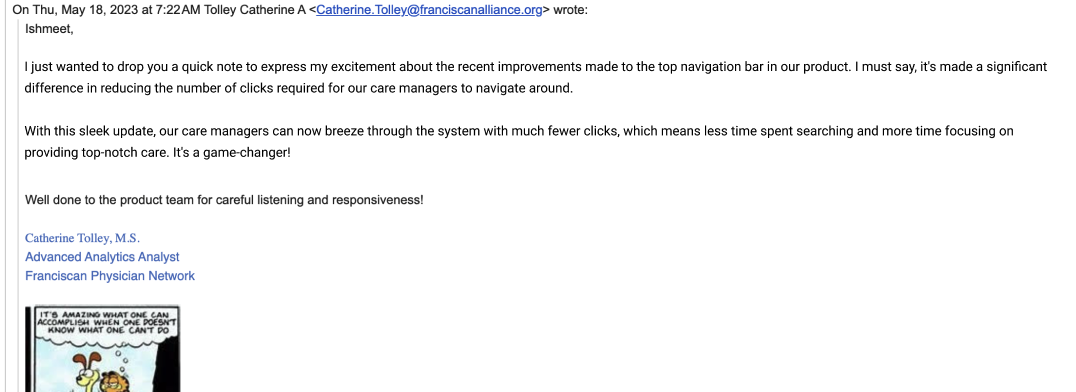 On Thu, May 18, 2023 at 7:22 AM Tolley Catherine A <Catherine.Tolley@franciscanalliance.org> wrote:
Ishmeet,
I just wanted to drop you a quick note to express my excitement about the recent improvements made to the top navigation bar in our product. I must say, it's made a significant
difference in reducing the number of clicks required for our care managers to navigate around.
With this sleek update, our care managers can now breeze through the system with much fewer clicks, which means less time spent searching and more time focusing on
providing top-notch care. It's a game-changer!
Well done to the product team for careful listening and responsiveness!
Catherine Tolley, M.S.
Advanced Analytics Analyst
Franciscan Physician Network
IT'S AMAZING WHAT ONE CAN
ACCOMPLISH WHEN ONE DOESN'T
KNOW WHAT ONE CAN'T DO